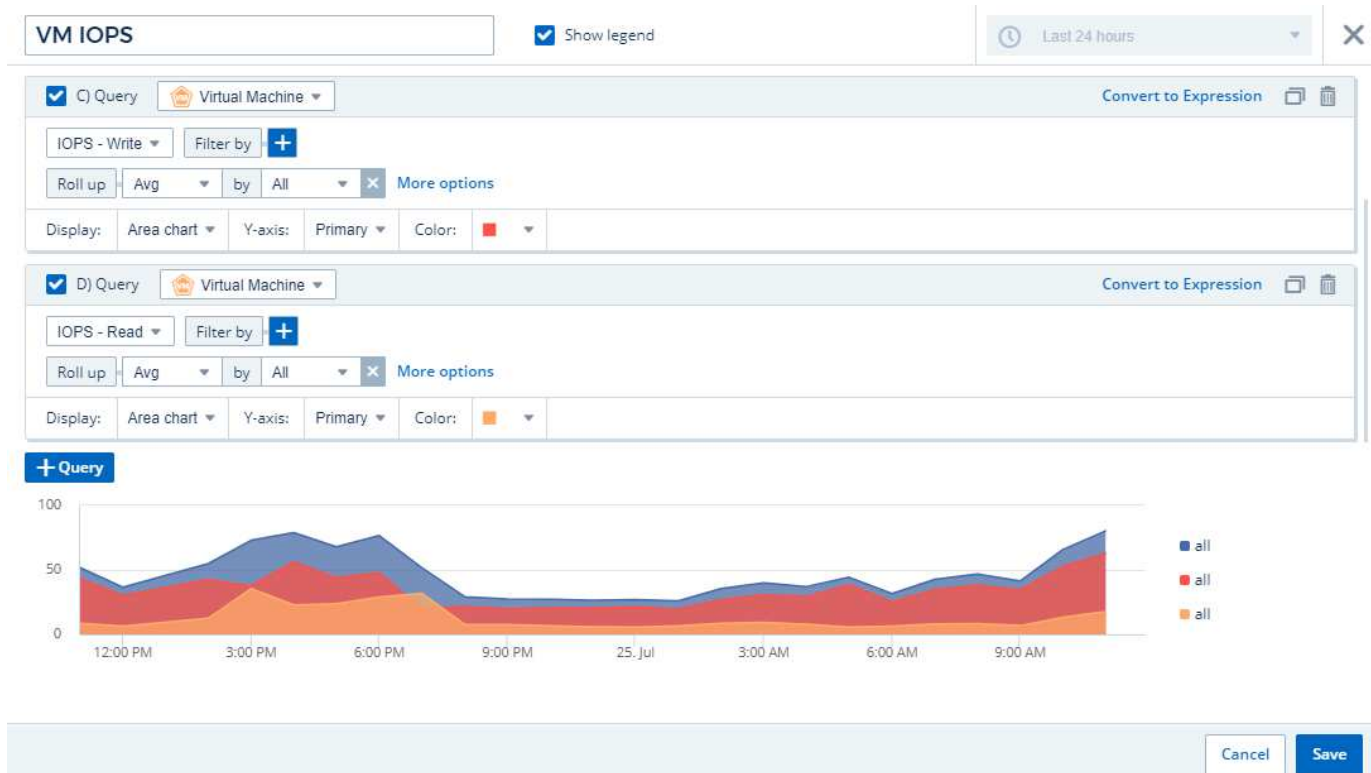 VM IOPS Show legend Last 24 hours
C) Query Virtual Machine Convert to Expression
IOPS - Write Filter by +
Roll up Avg by All × More options
Display: Area chart Y-axis: Primary Color:
D) Query Virtual Machine Convert to Expression
IOPS - Read Filter by +
Roll up Avg by All × More options
Display: Area chart Y-axis: Primary Color:
+ Query
100
50
0
all
all
all
12:00 PM 3:00 PM 6:00 PM 9:00 PM 25. Jul 3:00 AM 6:00 AM 9:00 AM
Cancel Save